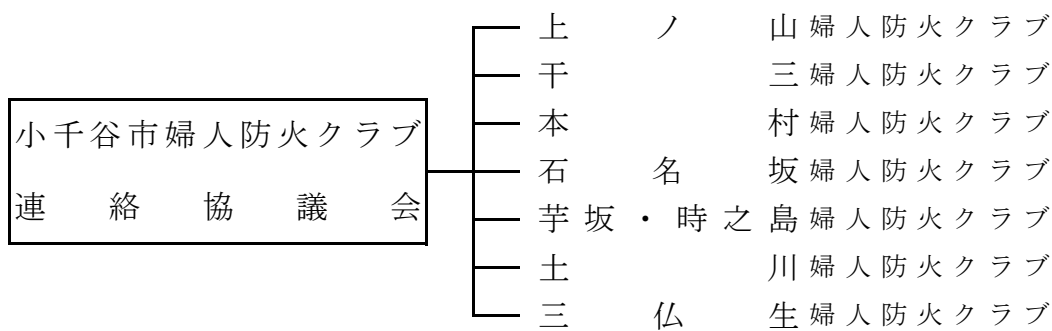 小千谷市婦人防火クラブ
連絡協議会
上ノ山婦人防火クラブ
干三婦人防火クラブ
本村婦人防火クラブ
石名坂婦人防火クラブ
芋坂・時之島婦人防火クラブ
土川婦人防火クラブ
三仏生婦人防火クラブ